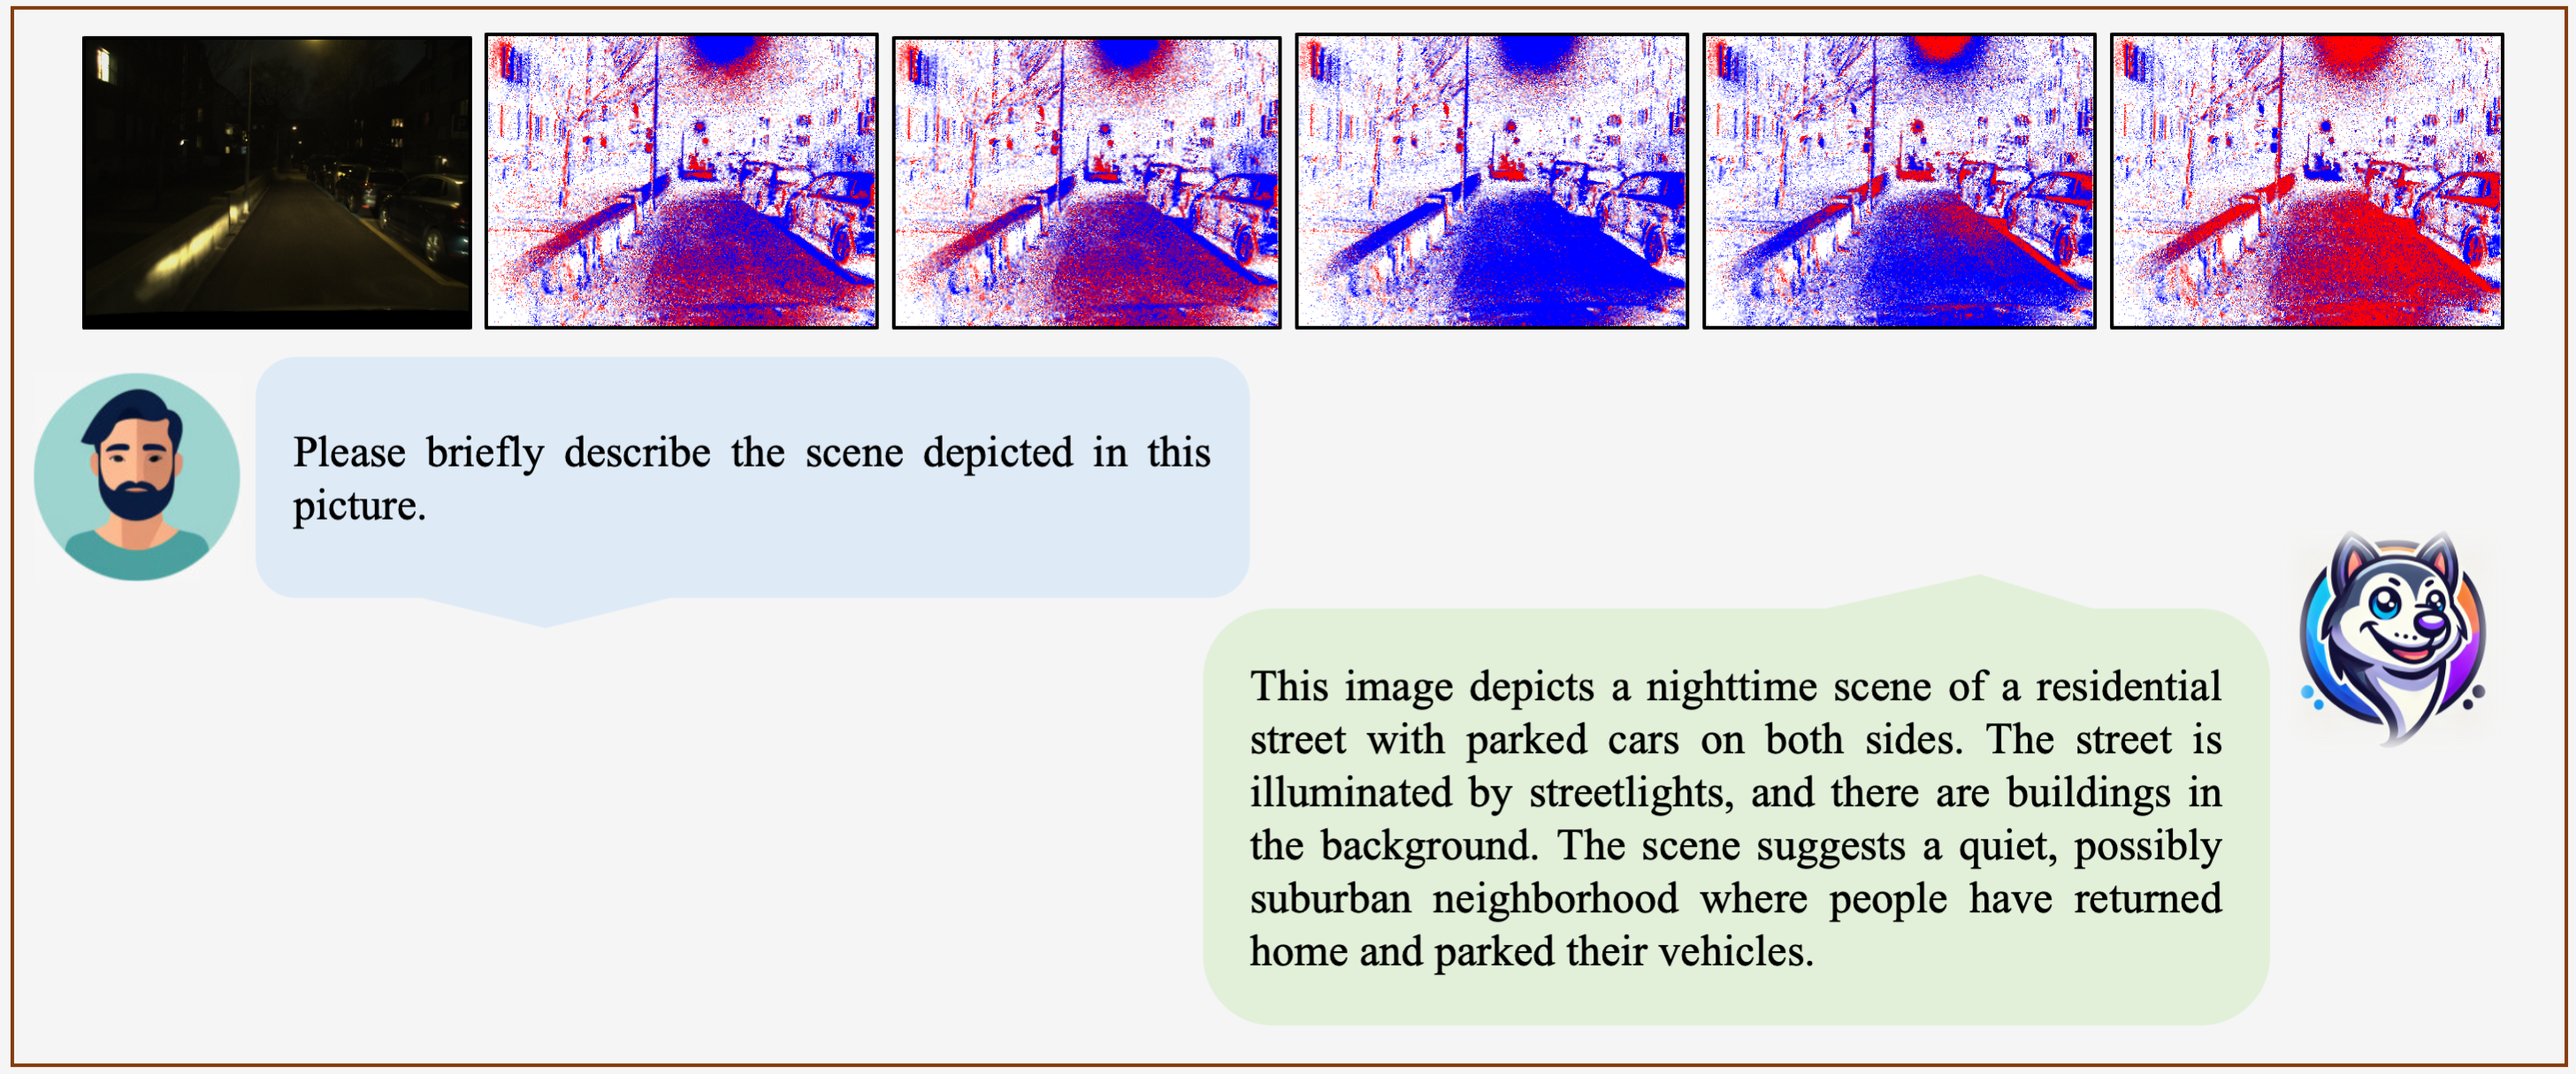 Please briefly describe the scene depicted in this
picture.
This image depicts a nighttime scene of a residential
street with parked cars on both sides. The street is
illuminated by streetlights, and there are buildings in
the background. The scene suggests a quiet, possibly
suburban neighborhood where people have returned
home and parked their vehicles.